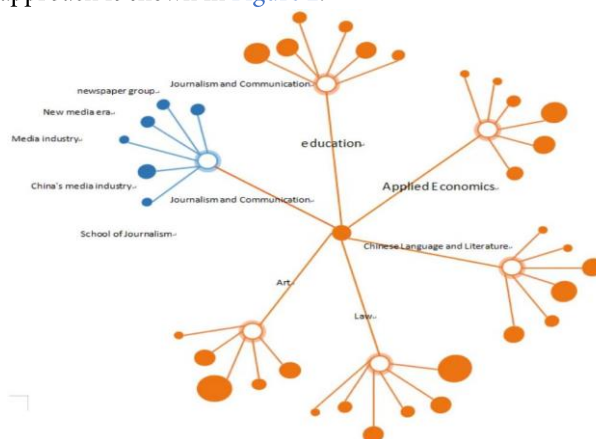 approach is shown in Figure
Journalism and Communication
newspaper group
New media era
Media industry
education
China's media industry
Applied Economics
Journalism and Communication
School of Journalism
Chinese Language and Literature
Art
Law